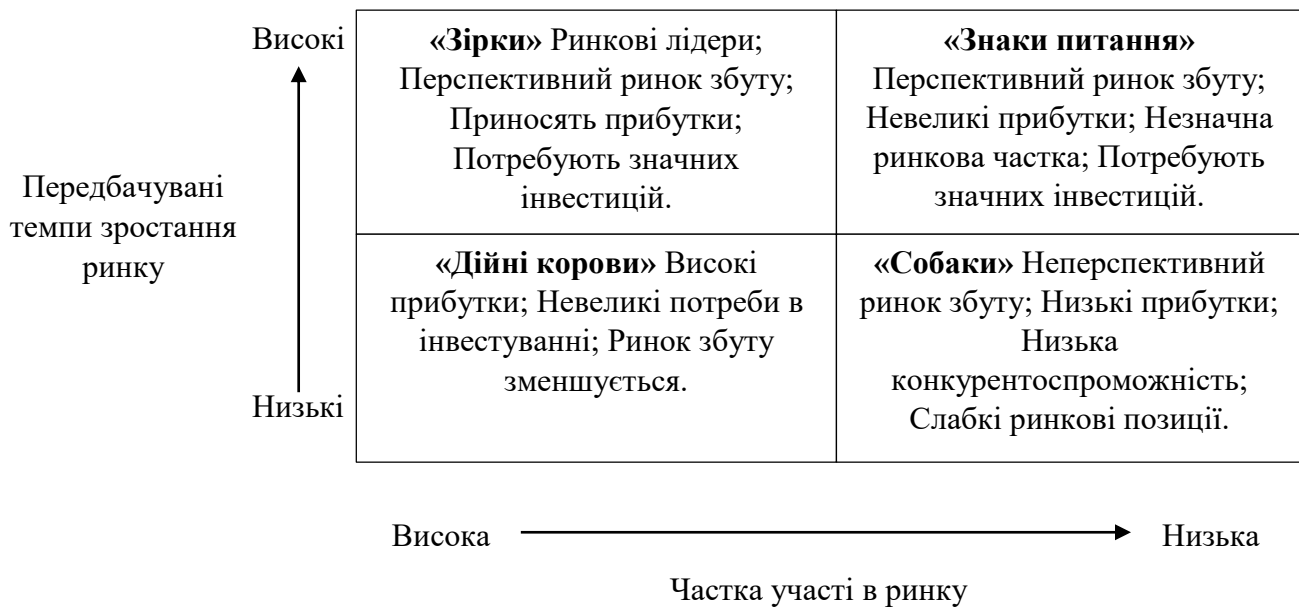 Високі
«Зірки» Ринкові лідери;
Перспективний ринок збуту;
Приносять прибутки;
Потребують значних
інвестицій.
«Знаки питання»
Перспективний ринок збуту;
Невеликі прибутки; Незначна
ринкова частка; Потребують
значних інвестицій.
Передбачувані
темпи зростання
ринку
«Дійні корови» Високі
прибутки; Невеликі потреби в
інвестуванні; Ринок збуту
зменшується.
«Собаки» Неперспективний
ринок збуту; Низькі прибутки;
Низька
конкурентоспроможність;
Слабкі ринкові позиції.
Низькі
Висока
Низька
Частка участі в ринку